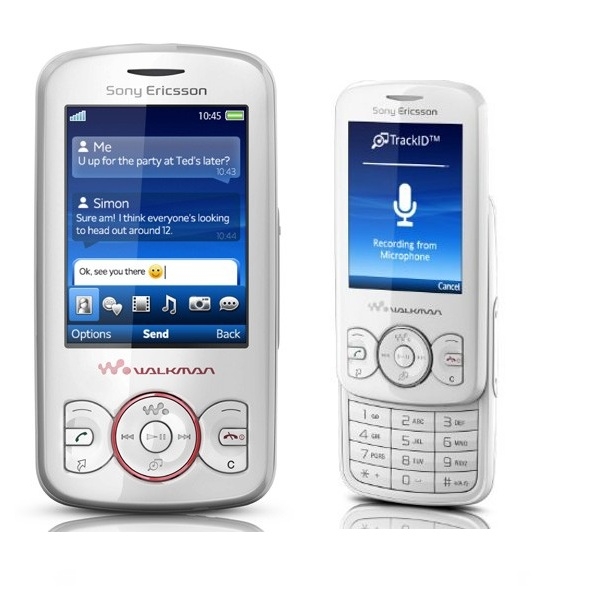 Sony Ericsson
10:45
Me
U up for the party at Ted's later?
10:43
Simon
Sure am! I think everyone's looking
to head out around 12.
10:44
Ok, see you there
Options Send Back
WALKMAN
C
Sony Ericsson
TrackID™
Recording from
Microphone
Cancel
WALKMAN
C
1
2 ABC 3 DEF
4 GHI 5 JKL 6 MNO
7 PQRS 8 TUV 9 WXYZ
* + 0 #